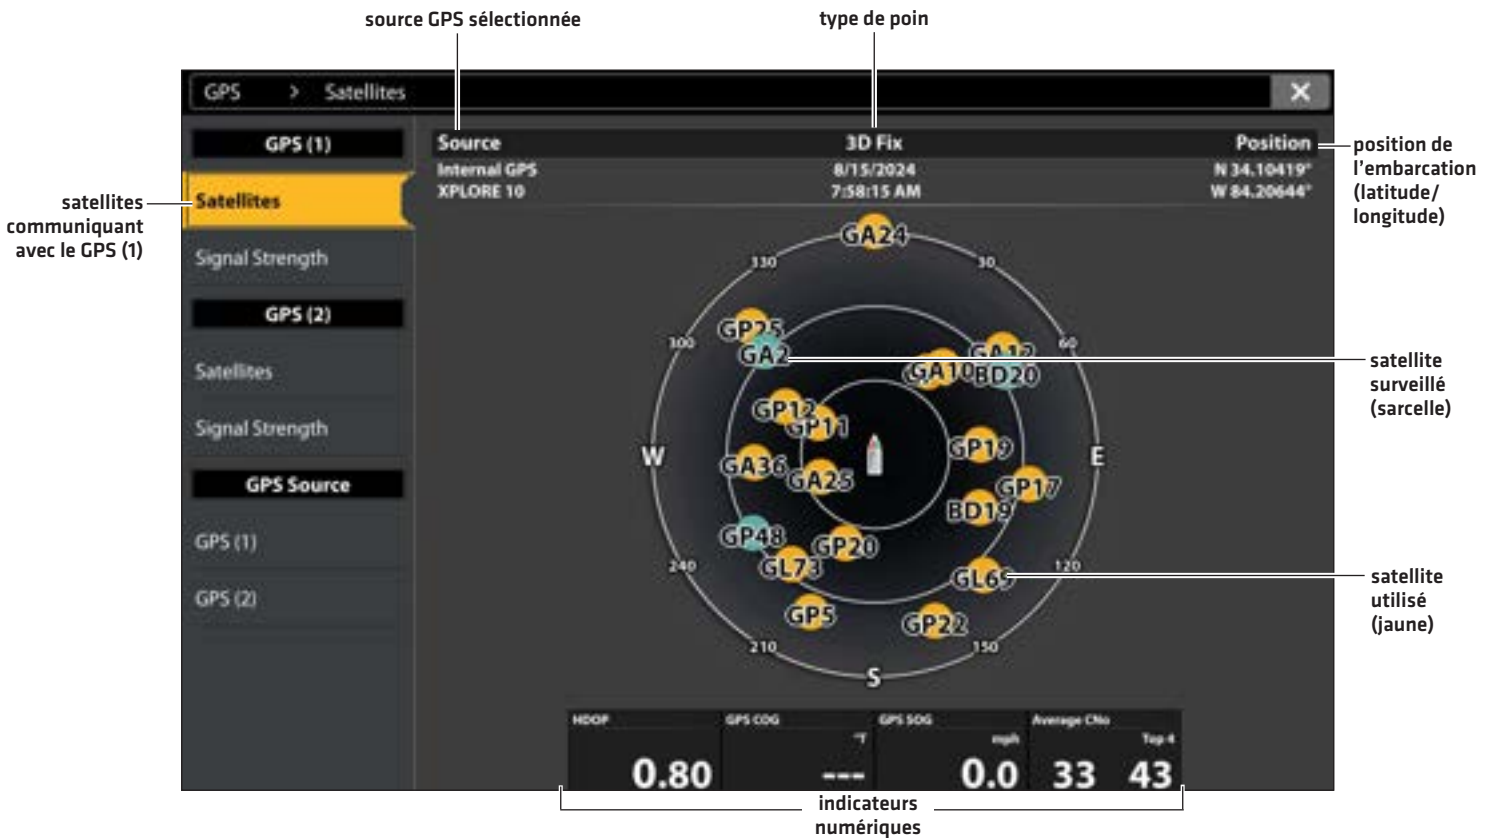 source GPS sélectionnée
type de poin
GPS > Satellites
GPS (1)
Source
3D Fix
Position
Internal GPS
8/15/2024
N 34.10419°
XPLORE 10
7:58:15 AM
W 84.20644°
position de
l'embarcation
(latitude/
longitude)
satellites
communiquant
avec le GPS (1)
Satellites
Signal Strength
GPS (2)
Satellites
Signal Strength
GPS Source
GPS (1)
GPS (2)
GA24
330
30
GP25
300
GA2
GA12
60
GA10
BD20
satellite
surveillé
(sarcelle)
GP12
GP11
GP19
W
E
GA36
GA25
GP17
BD19
GP48
GP20
240
GL73
GL69
120
satellite
utilisé
(jaune)
GP5
GP22
210
150
S
HDOP
0.80
GPS COG
°T
---
GPS SOG
mph
0.0
Average CNo
Top 4
33 43
indicateurs
numériques